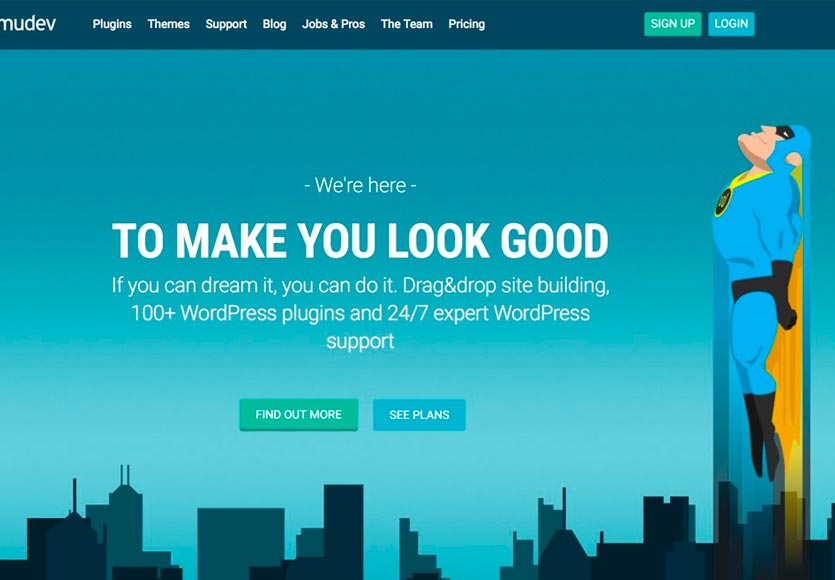 mudev
Plugins Themes Support Blog Jobs & Pros The Team Pricing SIGN UP LOGIN
- We're here -
TO MAKE YOU LOOK GOOD
If you can dream it, you can do it. Drag&drop site building,
100+ WordPress plugins and 24/7 expert WordPress
support
FIND OUT MORE SEE PLANS